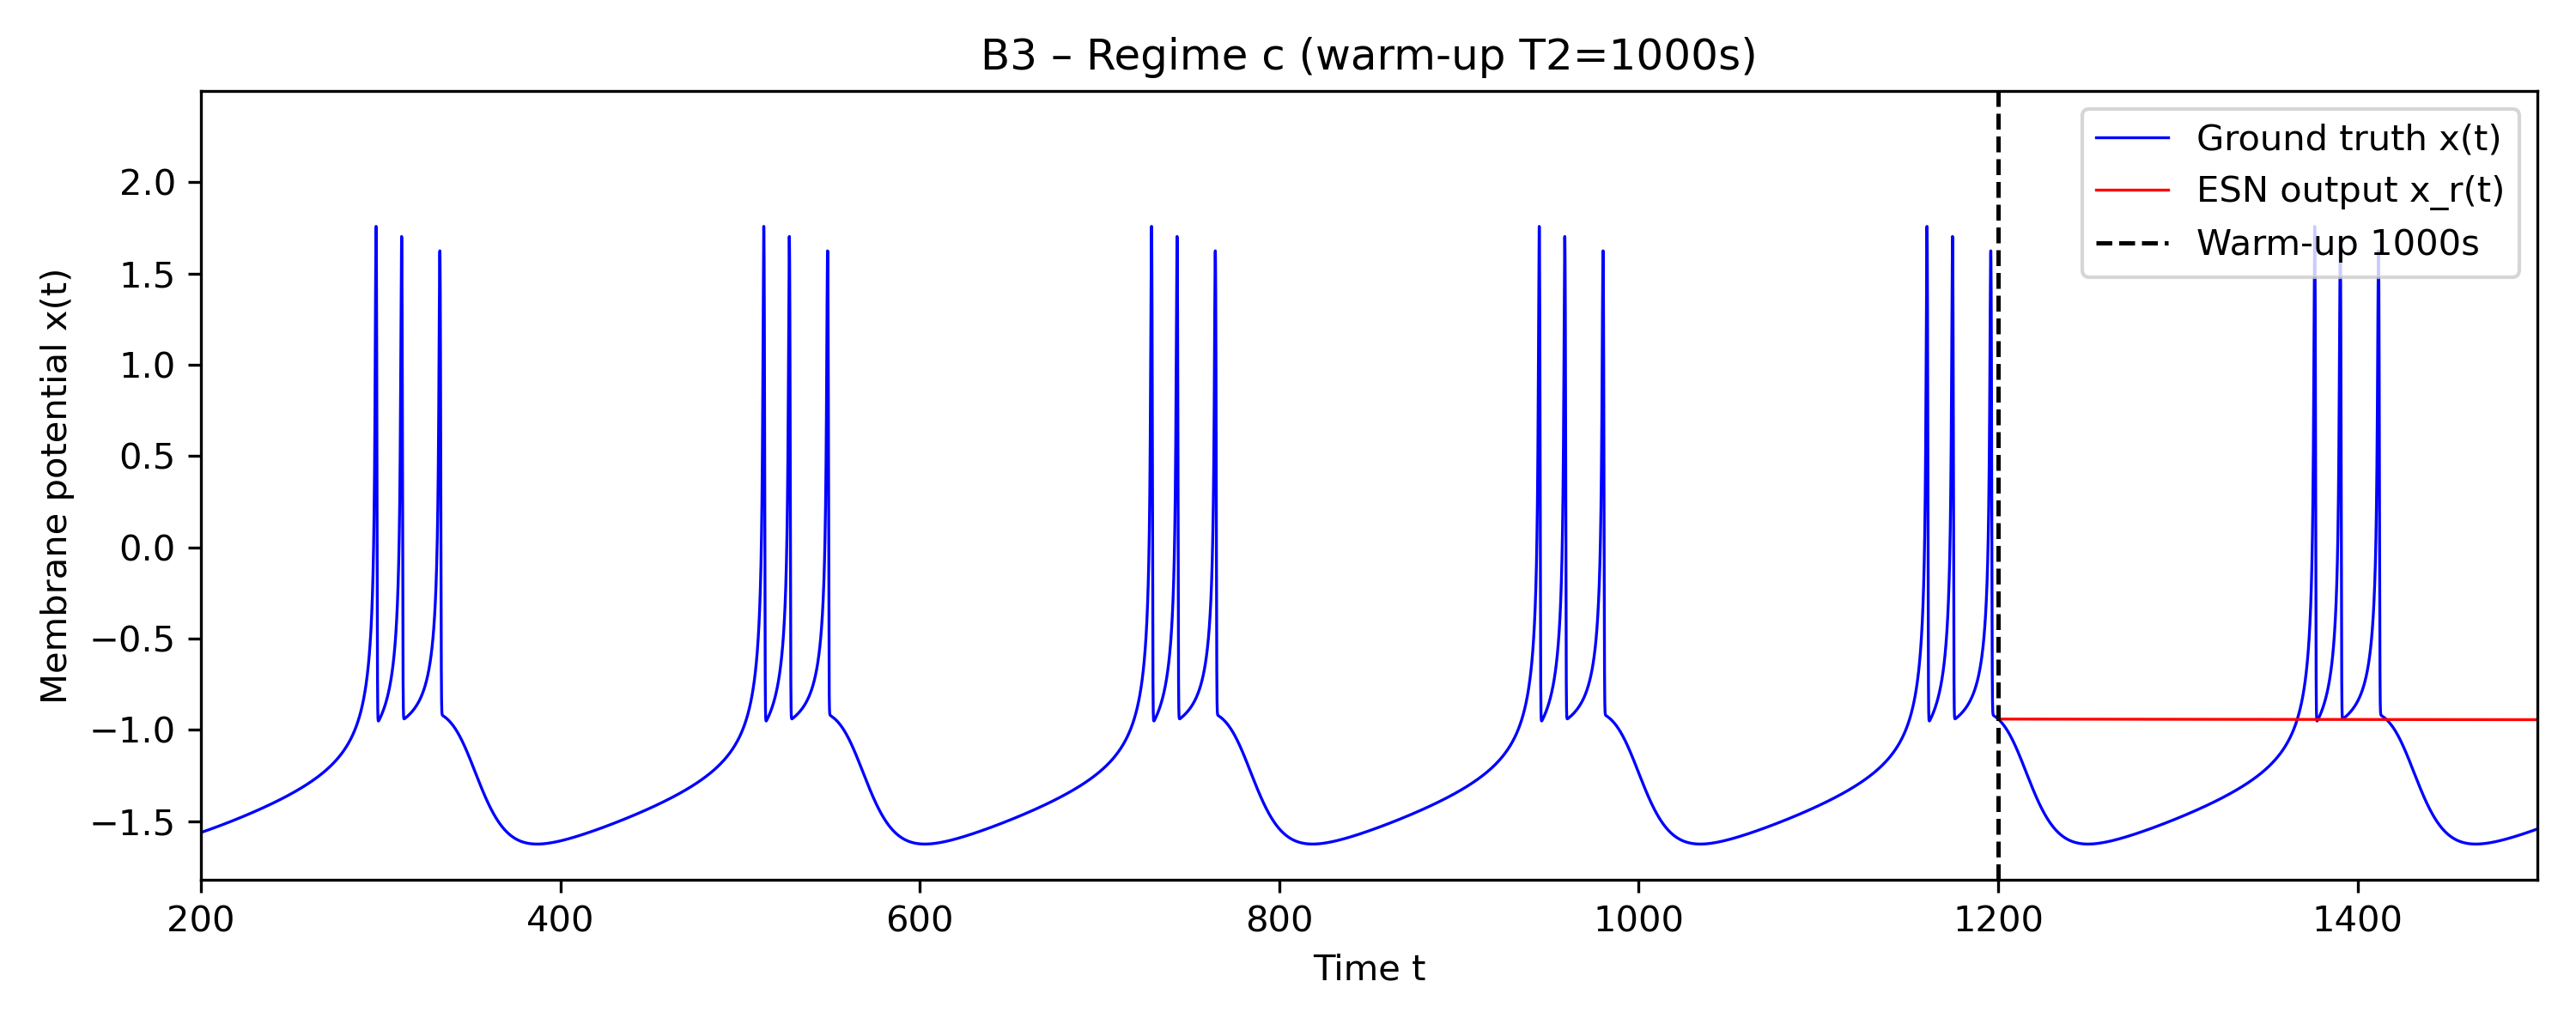 B3 – Regime c (warm-up T2=1000s)
Membrane potential x(t)
2.0
1.5
1.0
0.5
0.0
−0.5
−1.0
−1.5
Ground truth x(t)
ESN output x_r(t)
Warm-up 1000s
200 400 600 800 1000 1200 1400
Time t